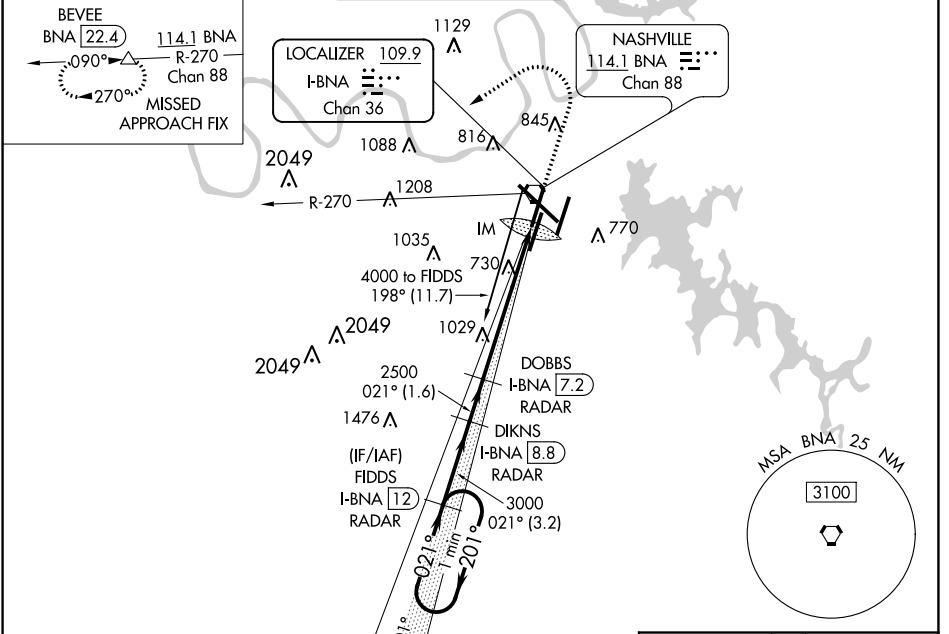 BEVEE
BNA 22.4
114.1 BNA
R-270
Chan 88
090°
270°
MISSED
APPROACH FIX
LOCALIZER 109.9
I-BNA
Chan 36
1129
NASHVILLE
114.1 BNA
Chan 88
845
816
1088
2049
1208
R-270
IM
770
1035
730
4000 to FIDDS
198° (11.7)
1029
2049
2049
2500
021° (1.6)
DOBBS
I-BNA 7.2
RADAR
1476
DIKNS
I-BNA 8.8
RADAR
(IF/IAF)
FIDDS
I-BNA 12
RADAR
3000
021° (3.2)
021°
1 min
201°
MSA BNA 25 NM
3100